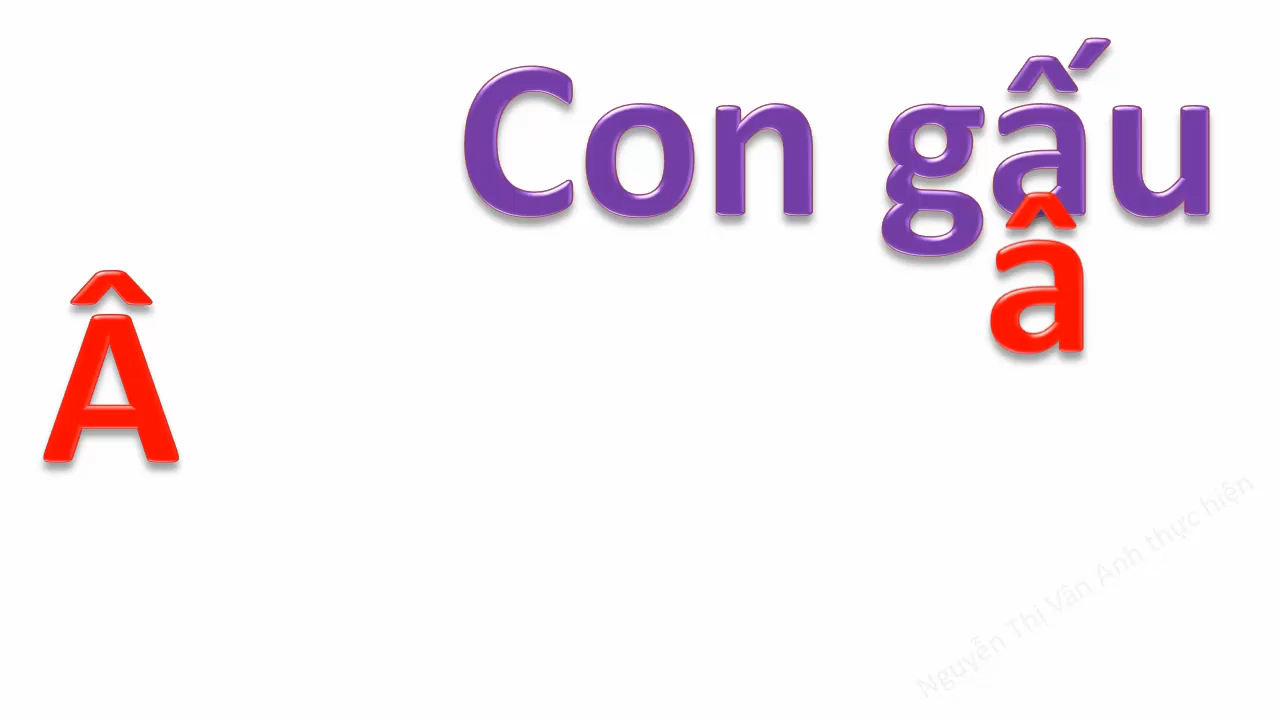 Con gấu
â
Â
Nguyễn Thị Vân Anh thực hiện